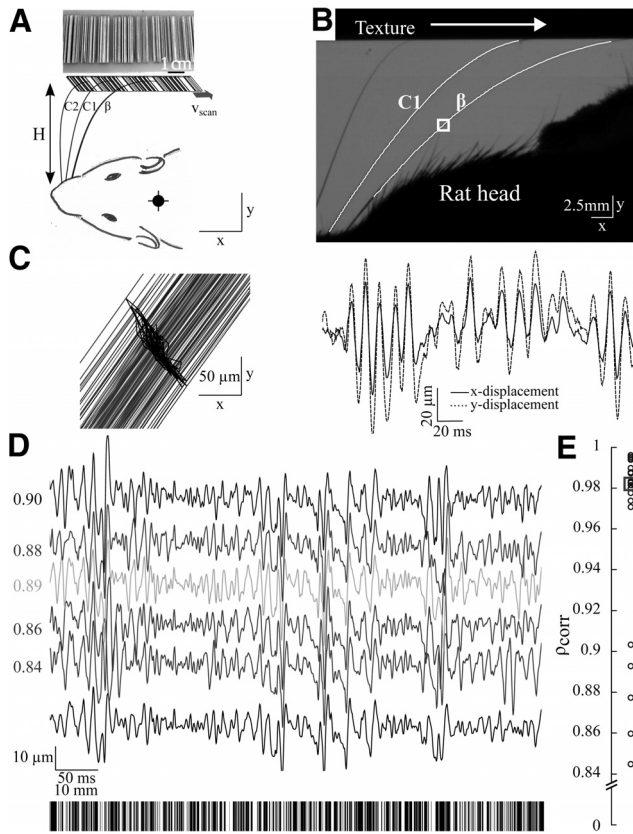 A
1cm
C2 C1 β
v scan
H
y
x
B
Texture
C1
β
Rat head
2.5mm
y
x
C
50 μm
y
x
20 μm
20 ms
x-displacement
y-displacement
D
0.90
0.88
0.89
0.86
0.84
10 μm
50 ms
10 mm
E
ρcorr
1
0.98
0.96
0.94
0.92
0.9
0.88
0.86
0.84
0